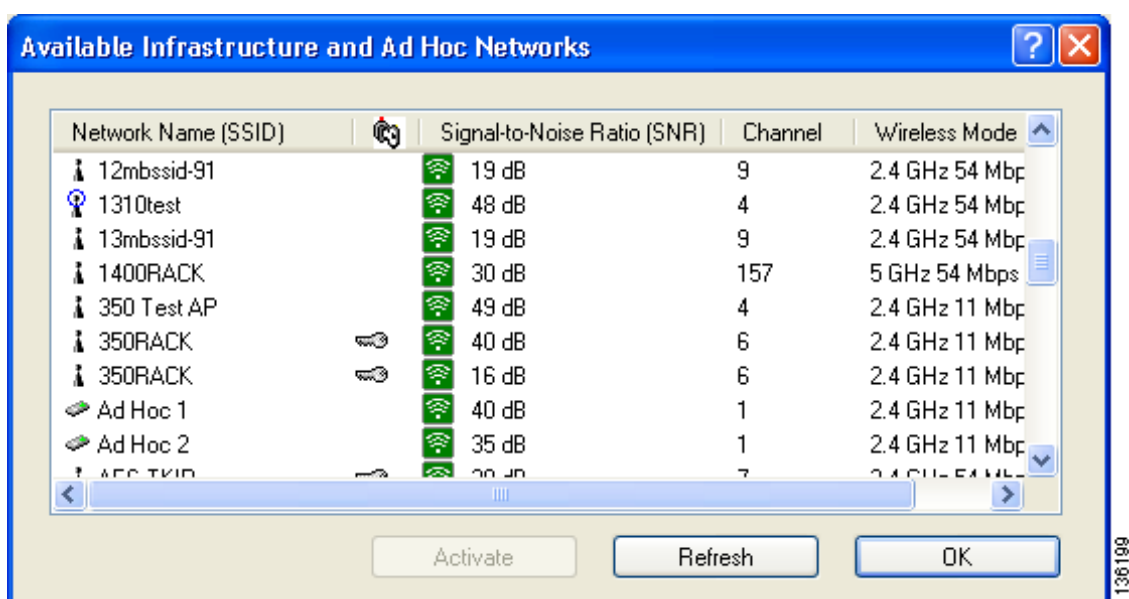 Available Infrastructure and Ad Hoc Networks
Network Name (SSID) Signal-to-Noise Ratio (SNR) Channel Wireless Mode
12mbssid-91 19 dB 9 2.4 GHz 54 Mbp
1310test 48 dB 4 2.4 GHz 54 Mbp
13mbssid-91 19 dB 9 2.4 GHz 54 Mbp
1400RACK 30 dB 157 5 GHz 54 Mbps
350 Test AP 49 dB 4 2.4 GHz 11 Mbp
350RACK 40 dB 6 2.4 GHz 11 Mbp
350RACK 16 dB 6 2.4 GHz 11 Mbp
Ad Hoc 1 40 dB 1 2.4 GHz 11 Mbp
Ad Hoc 2 35 dB 1 2.4 GHz 11 Mbp
Activate Refresh OK
136199